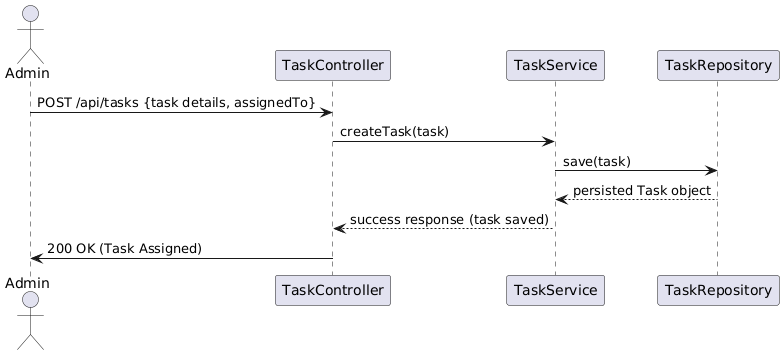 Admin
TaskController
TaskService
TaskRepository
POST /api/tasks {task details, assignedTo}
createTask(task)
save(task)
persisted Task object
success response (task saved)
200 OK (Task Assigned)
Admin
TaskController
TaskService
TaskRepository